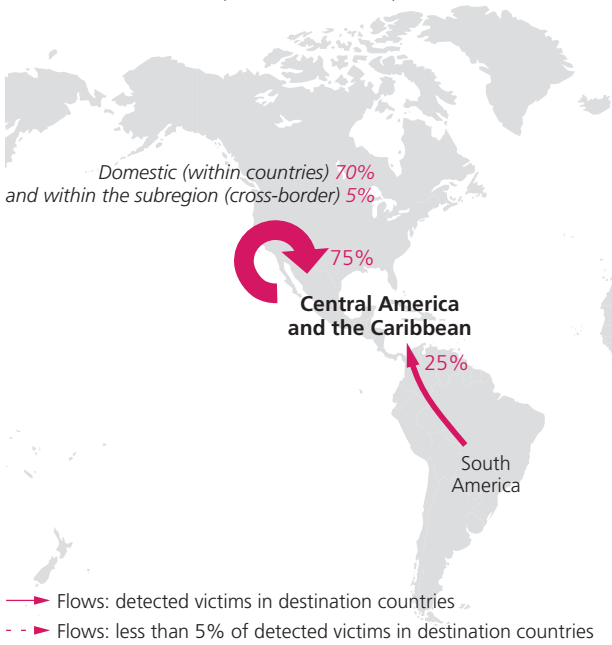 Domestic (within countries) 70%
and within the subregion (cross-border) 5%
75%
Central America
and the Caribbean
25%
South
America
Flows: detected victims in destination countries
Flows: less than 5% of detected victims in destination countries